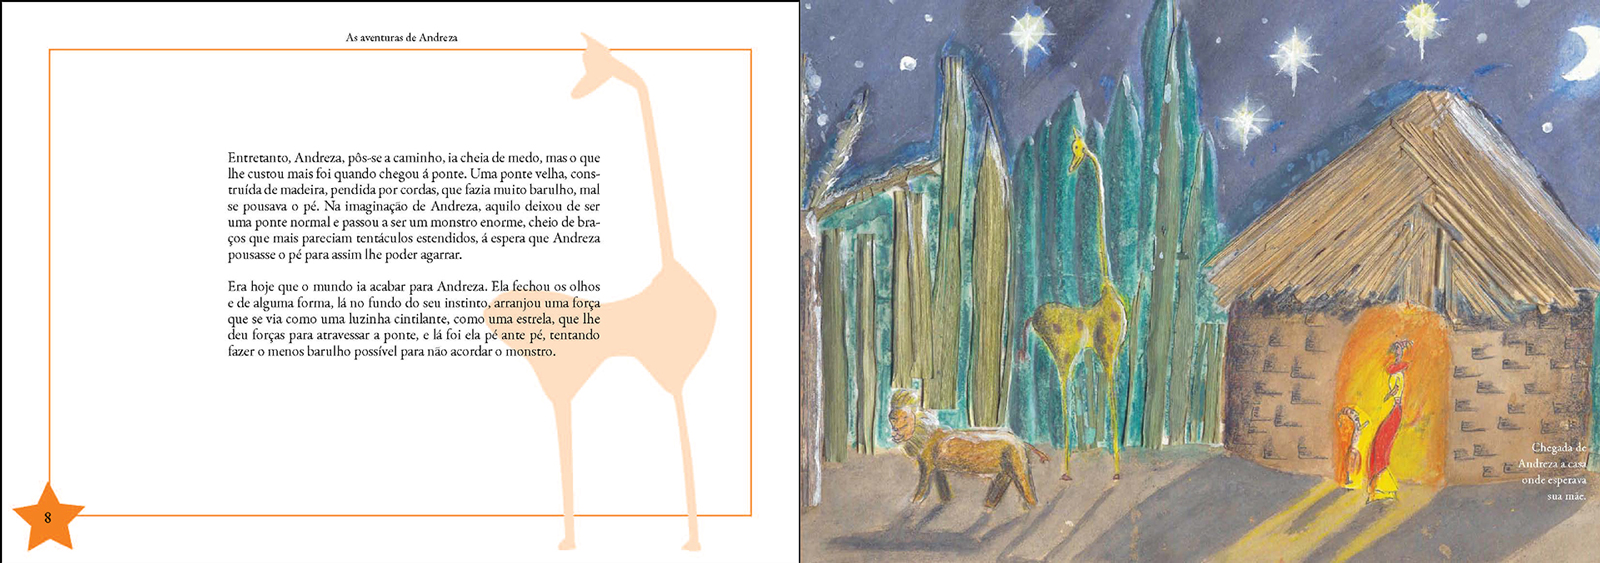 As aventuras de Andreza
Entretanto, Andreza, pôs-se a caminho, ia cheia de medo, mas o que
lhe custou mais foi quando chegou á ponte. Uma ponte velha, cons-
truída de madeira, pendida por cordas, que fazia muito barulho, mal
se pousava o pé. Na imaginação de Andreza, aquilo deixou de ser
uma ponte normal e passou a ser um monstro enorme, cheio de bra-
ços que mais pareciam tentáculos estendidos, á espera que Andreza
pousasse o pé para assim lhe poder agarrar.
Era hoje que o mundo ia acabar para Andreza. Ela fechou os olhos
e de alguma forma, lá no fundo do seu instinto, arranjou uma força
que se via como uma luzinha cintilante, como uma estrela, que lhe
deu forças para atravessar a ponte, e lá foi ela pé ante pé, tentando
fazer o menos barulho possível para não acordar o monstro.
8
Chegada de
Andreza a casa
onde esperava
sua mãe.